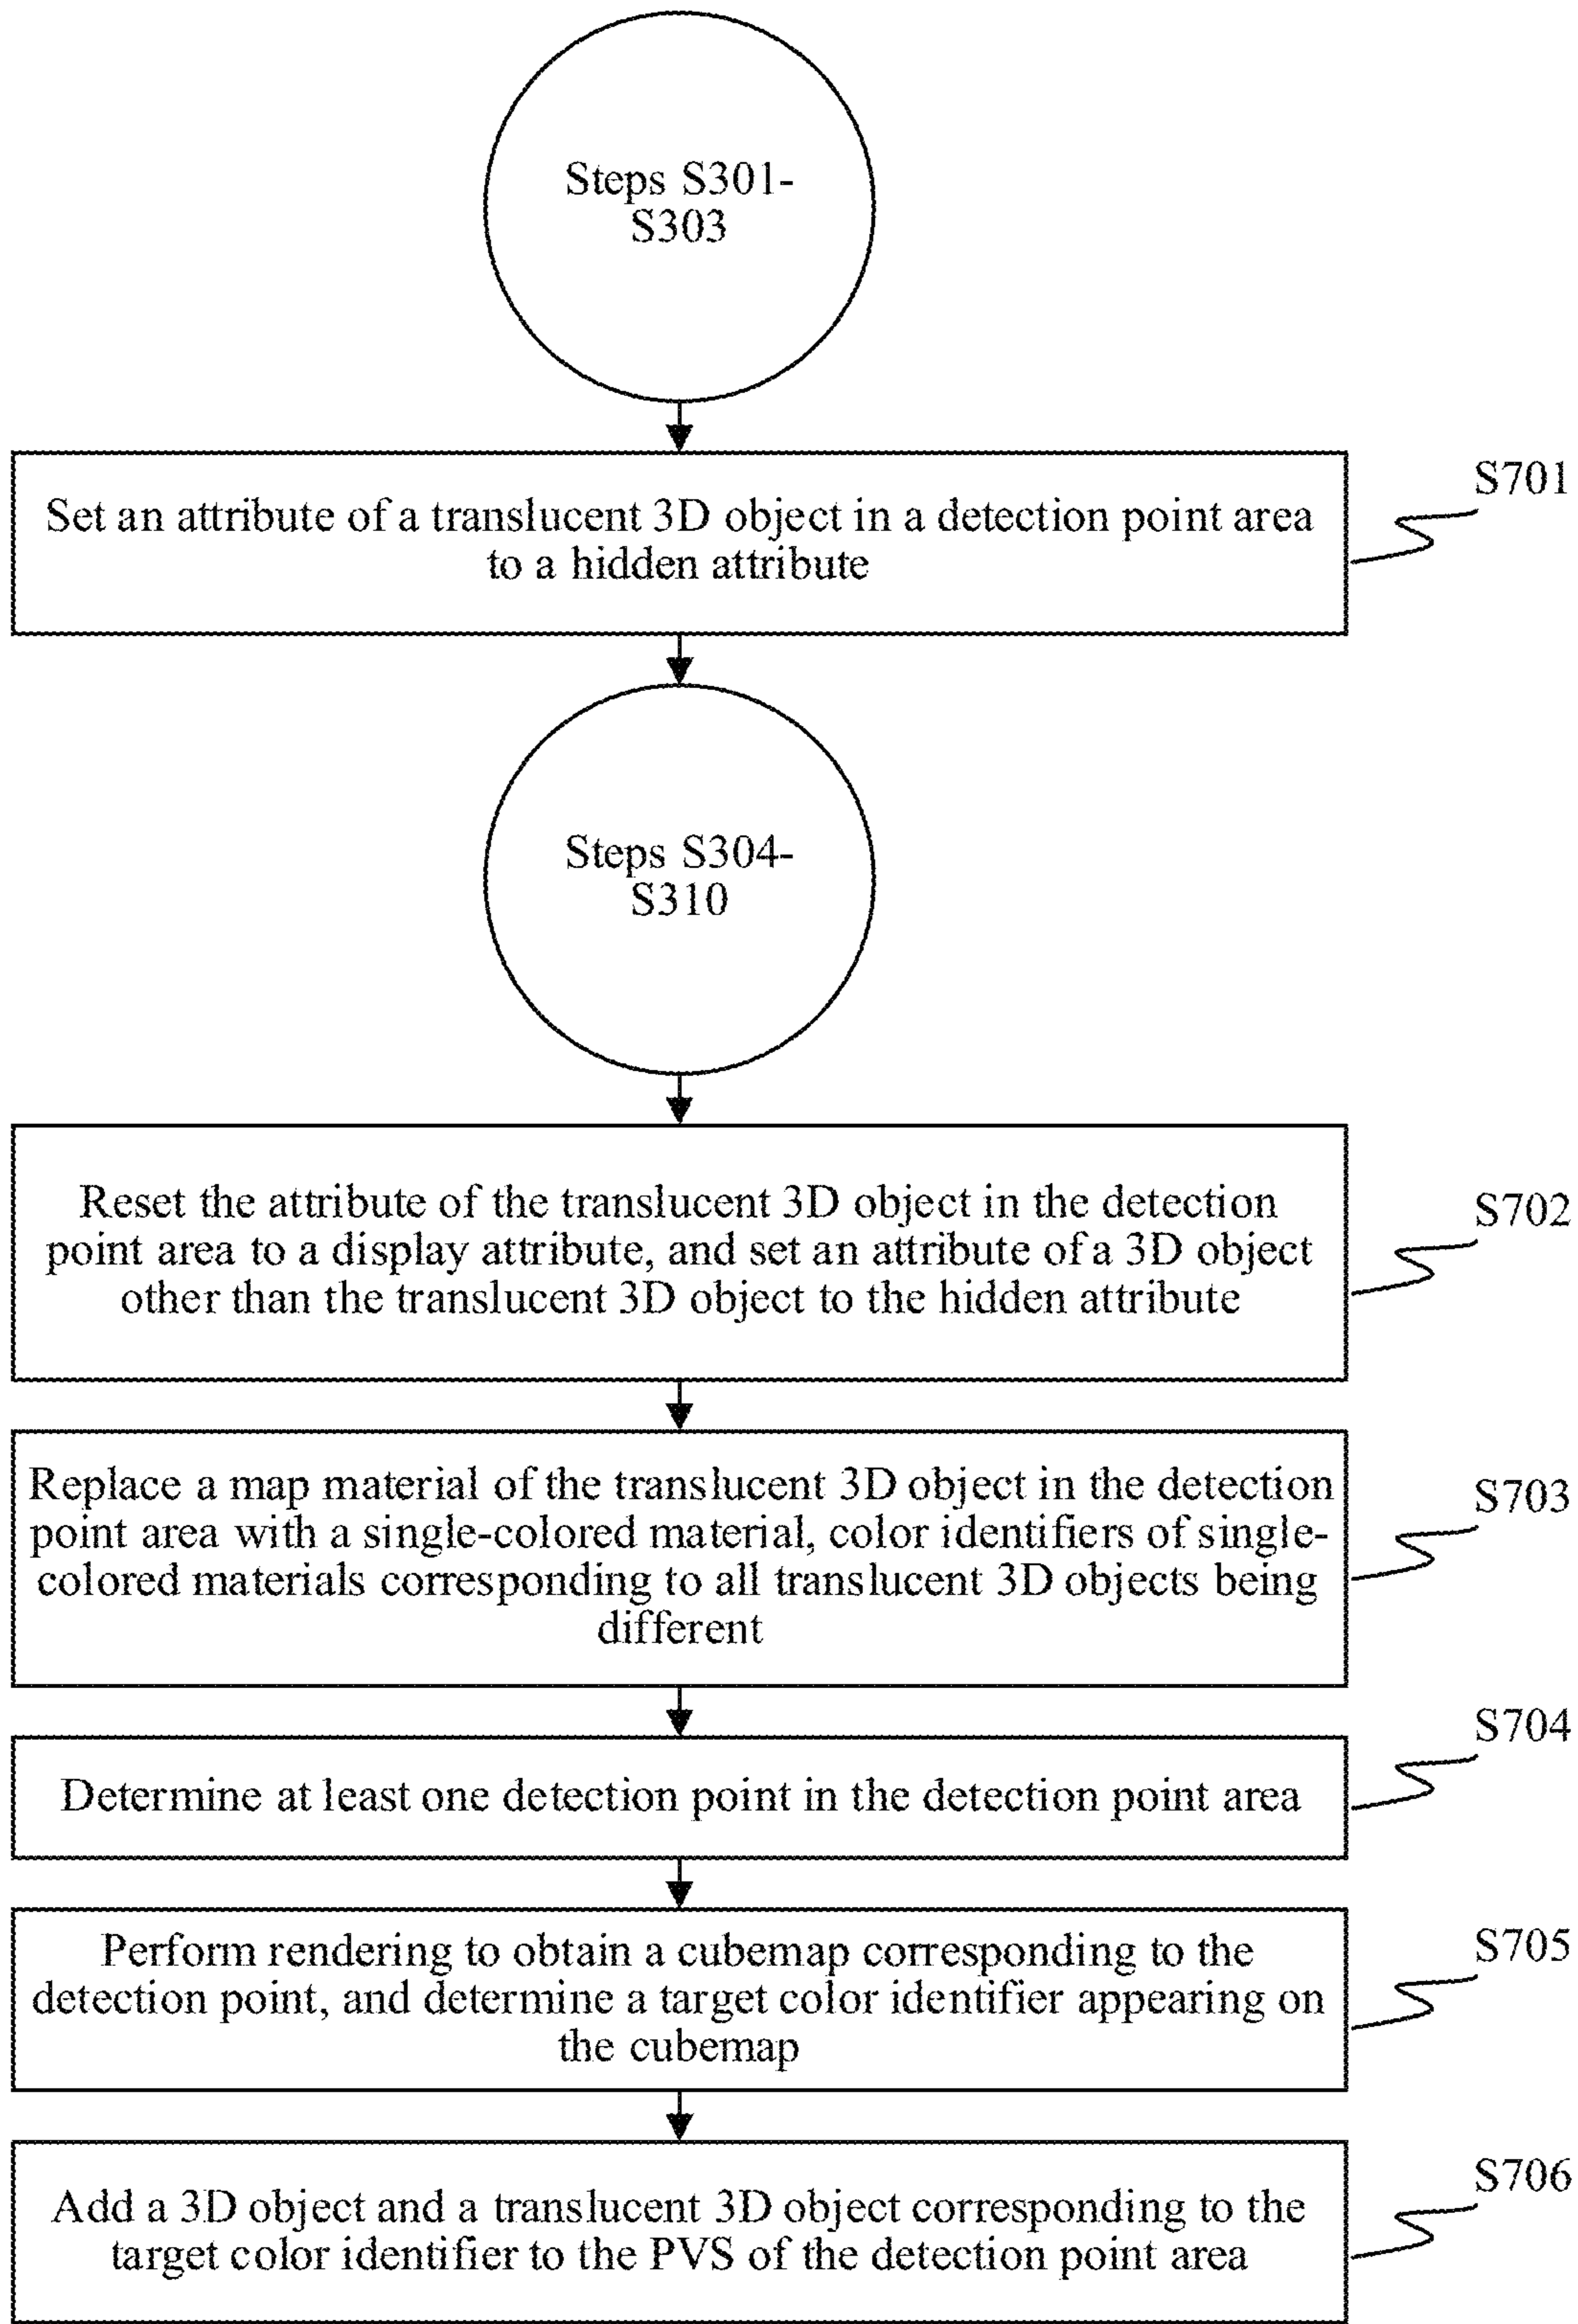 Steps S301-
S303
S701
Set an attribute of a translucent 3D object in a detection point area
to a hidden attribute
Steps S304-
S310
S702
Reset the attribute of the translucent 3D object in the detection
point area to a display attribute, and set an attribute of a 3D object
other than the translucent 3D object to the hidden attribute
S703
Replace a map material of the translucent 3D object in the detection
point area with a single-colored material, color identifiers of single-
colored materials corresponding to all translucent 3D objects being
different
S704
Determine at least one detection point in the detection point area
S705
Perform rendering to obtain a cubemap corresponding to the
detection point, and determine a target color identifier appearing on
the cubemap
S706
Add a 3D object and a translucent 3D object corresponding to the
target color identifier to the PVS of the detection point area